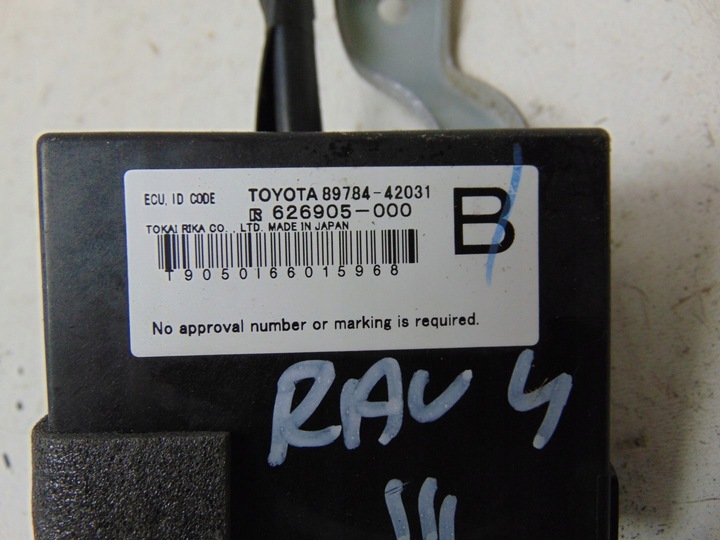 ECU, ID CODE TOYOTA 89784-42031
R 626905-000 B
TOKAI RIKA CO., LTD. MADE IN JAPAN
T905016601596 8
No approval number or marking is required.
RAV 4
III